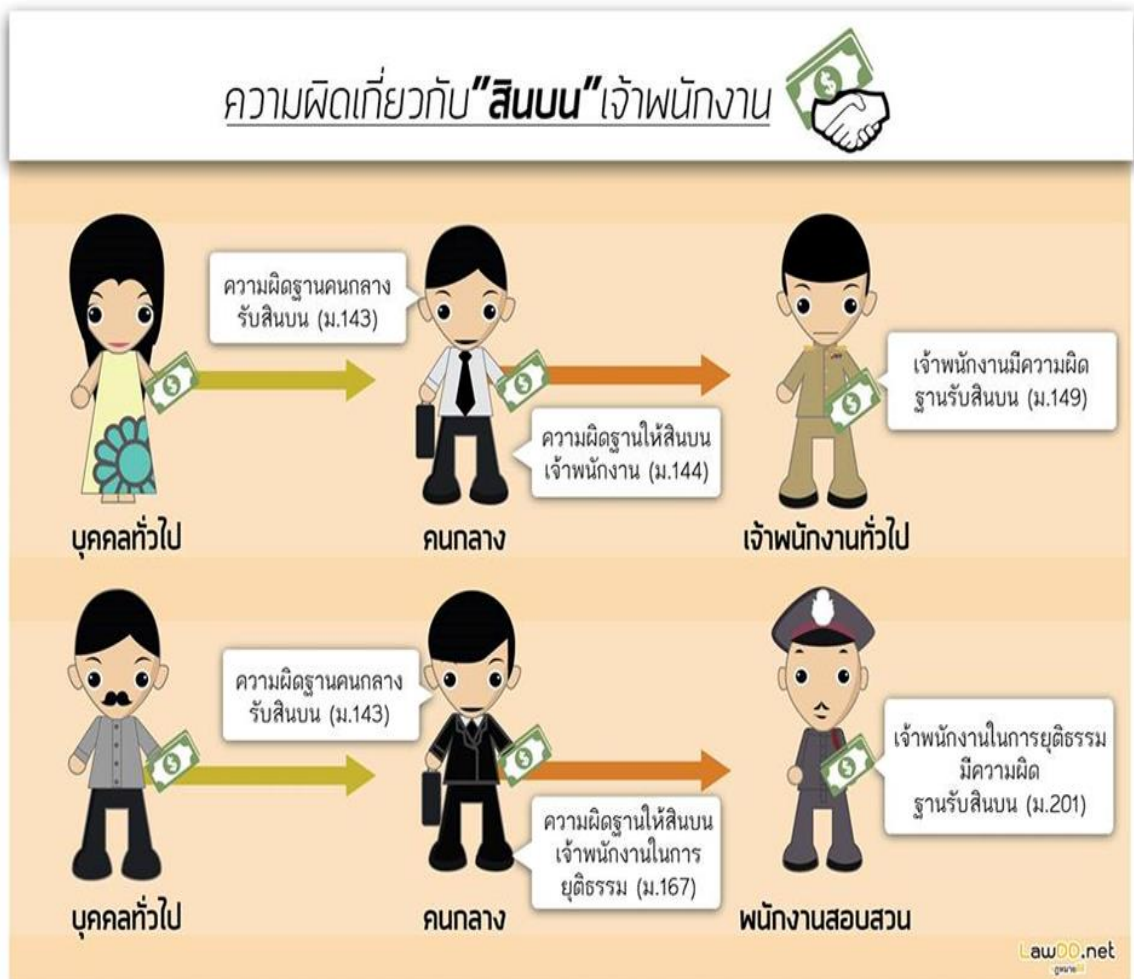 ความผิดเกี่ยวกับ"สินบน"เจ้าพนักงาน
ความผิดฐานคนกลาง
รับสินบน (ม.143)
ความผิดฐานให้สินบน
เจ้าพนักงาน (ม.144)
เจ้าพนักงานมีความผิด
ฐานรับสินบน (ม.149)
บุคคลทั่วไป
คนกลาง
เจ้าพนักงานทั่วไป
ความผิดฐานคนกลาง
รับสินบน (ม.143)
ความผิดฐานให้สินบน
เจ้าพนักงานในการ
ยุติธรรม (ม.167)
เจ้าพนักงานในการยุติธรรม
มีความผิด
ฐานรับสินบน (ม.201)
บุคคลทั่วไป
คนกลาง
พนักงานสอบสวน
LawDD.net